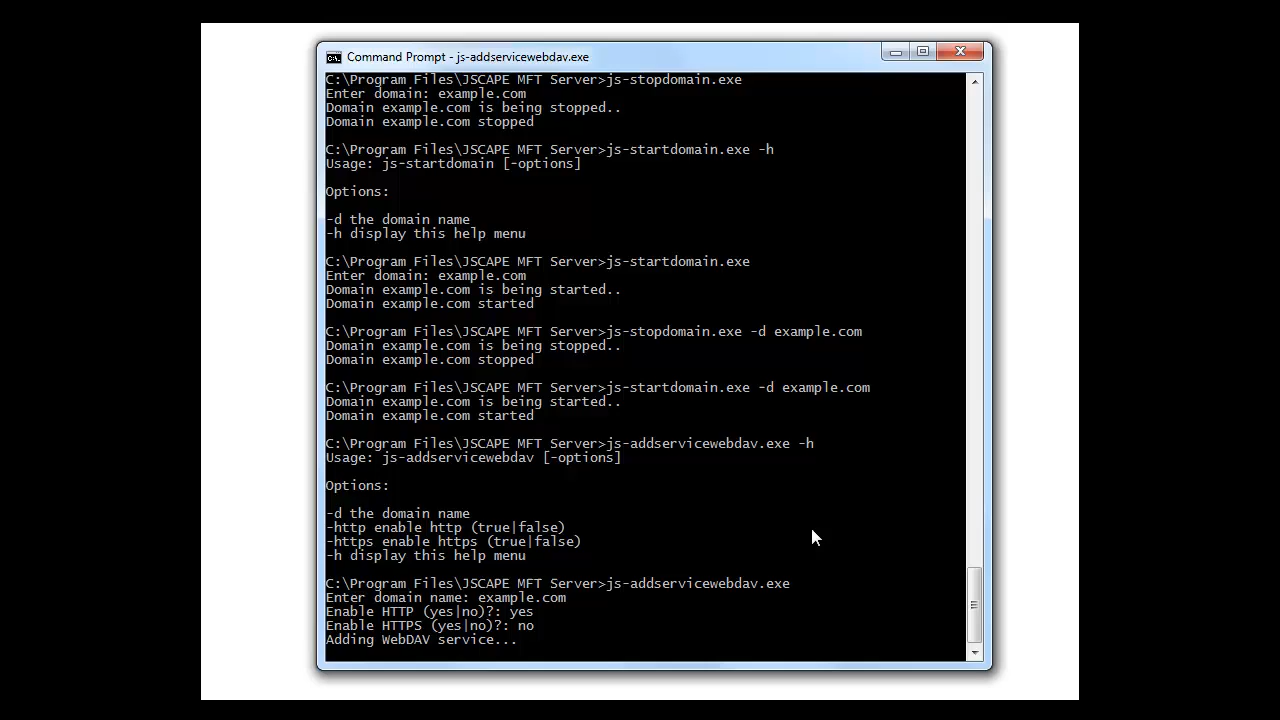 Command Prompt - js-addservicewebdav.exe
C:\Program Files\JSCAPE MFT Server>js-stopdomain.exe
Enter domain: example.com
Domain example.com is being stopped..
Domain example.com stopped
C:\Program Files\JSCAPE MFT Server>js-startdomain.exe -h
Usage: js-startdomain [-options]
Options:
-d the domain name
-h display this help menu
C:\Program Files\JSCAPE MFT Server>js-startdomain.exe
Enter domain: example.com
Domain example.com is being started..
Domain example.com started
C:\Program Files\JSCAPE MFT Server>js-stopdomain.exe -d example.com
Domain example.com is being stopped..
Domain example.com stopped
C:\Program Files\JSCAPE MFT Server>js-startdomain.exe -d example.com
Domain example.com is being started..
Domain example.com started
C:\Program Files\JSCAPE MFT Server>js-addservicewebdav.exe -h
Usage: js-addservicewebdav [-options]
Options:
-d the domain name
-http enable http (true|false)
-https enable https (true|false)
-h display this help menu
C:\Program Files\JSCAPE MFT Server>js-addservicewebdav.exe
Enter domain name: example.com
Enable HTTP (yes|no)?: yes
Enable HTTPS (yes|no)?: no
Adding WebDAV service...